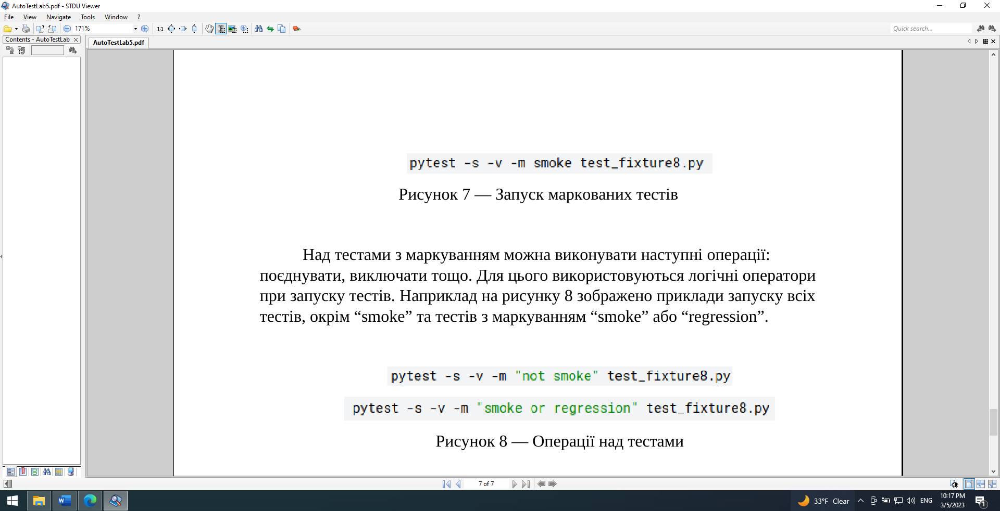 AutoTestLab5.pdf - STDU Viewer
File View Navigate Tools Window ?
171% 1:1 Quick search...
Contents - AutoTestLab
AutoTestLab5.pdf
pytest -s -v -m smoke test_fixture8.py
Рисунок 7 — Запуск маркованих тестів
Над тестами з маркуванням можна виконувати наступні операції:
поєднувати, виключати тощо. Для цього використовуються логічні оператори
при запуску тестів. Наприклад на рисунку 8 зображено приклади запуску всіх
тестів, окрім “smoke” та тестів з маркуванням “smoke” або “regression”.
pytest -s -v -m "not smoke" test_fixture8.py
pytest -s -v -m "smoke or regression" test_fixture8.py
Рисунок 8 — Операції над тестами
7 of 7
33°F Clear ENG
10:17 PM
3/5/2023
1